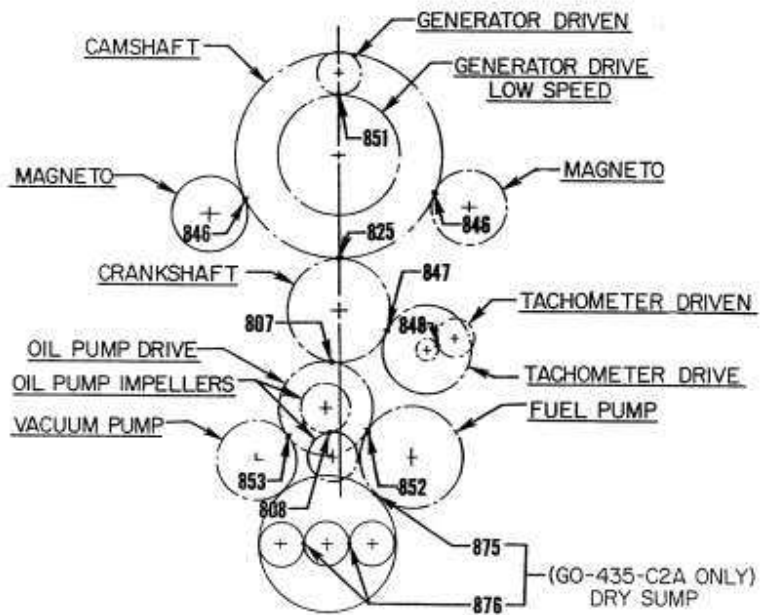 GENERATOR DRIVEN
CAMSHAFT
GENERATOR DRIVE
LOW SPEED
851
MAGNETO
MAGNETO
846
825
846
CRANKSHAFT
847
807
848
TACHOMETER DRIVEN
OIL PUMP DRIVE
OIL PUMP IMPELLERS
TACHOMETER DRIVE
VACUUM PUMP
FUEL PUMP
853
852
808
875
(GO-435-C2A ONLY)
DRY SUMP
876